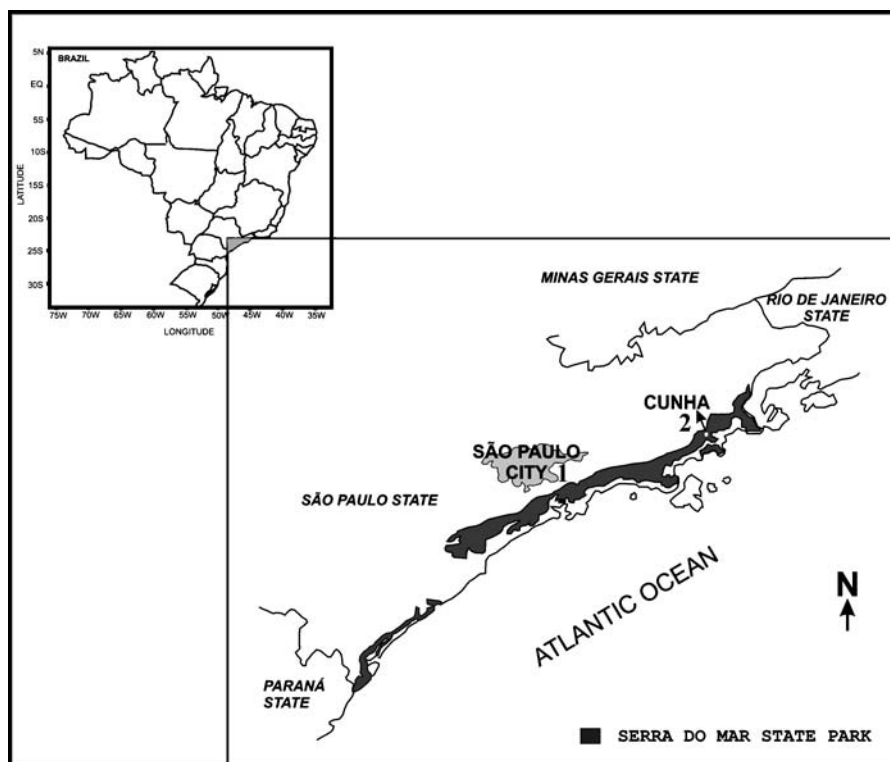 BRAZIL
5N
EQ
5S
10S
15S
20S
25S
30S
LATITUDE
75W 70W 65W 60W 55W 50W 45W 40W 35W
LONGITUDE
MINAS GERAIS STATE
RIO DE JANEIRO
STATE
CUNHA
2
SÃO PAULO
CITY 1
SÃO PAULO STATE
ATLANTIC OCEAN
N
PARANÁ
STATE
SERRA DO MAR STATE PARK